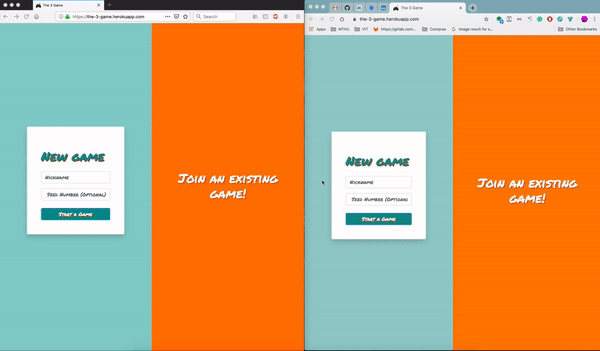 The 3 Game
https://the-3-game.herokuapp.com
Search
New game
Nickname
Seed Number (Optional)
Start a Game
Join an existing
game!
The 3 Game
the-3-game.herokuapp.com
Apps
NTHU
VIT
https://gitlab.com...
Compras
Image result for s...
Other Bookmarks
New game
Nickname
Seed Number (Optional
Start a Game
Join an existing
game!